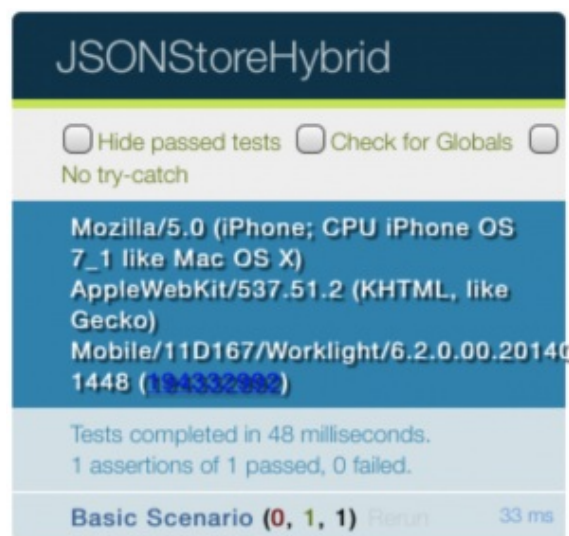 JSONStoreHybrid
Hide passed tests Check for Globals
No try-catch
Mozilla/5.0 (iPhone; CPU iPhone OS
7_1 like Mac OS X)
AppleWebKit/537.51.2 (KHTML, like
Gecko)
Mobile/11D167/Worklight/6.2.0.00.20140
1448 (194332992)
Tests completed in 48 milliseconds.
1 assertions of 1 passed, 0 failed.
Basic Scenario (0, 1, 1) Rerun 33 ms